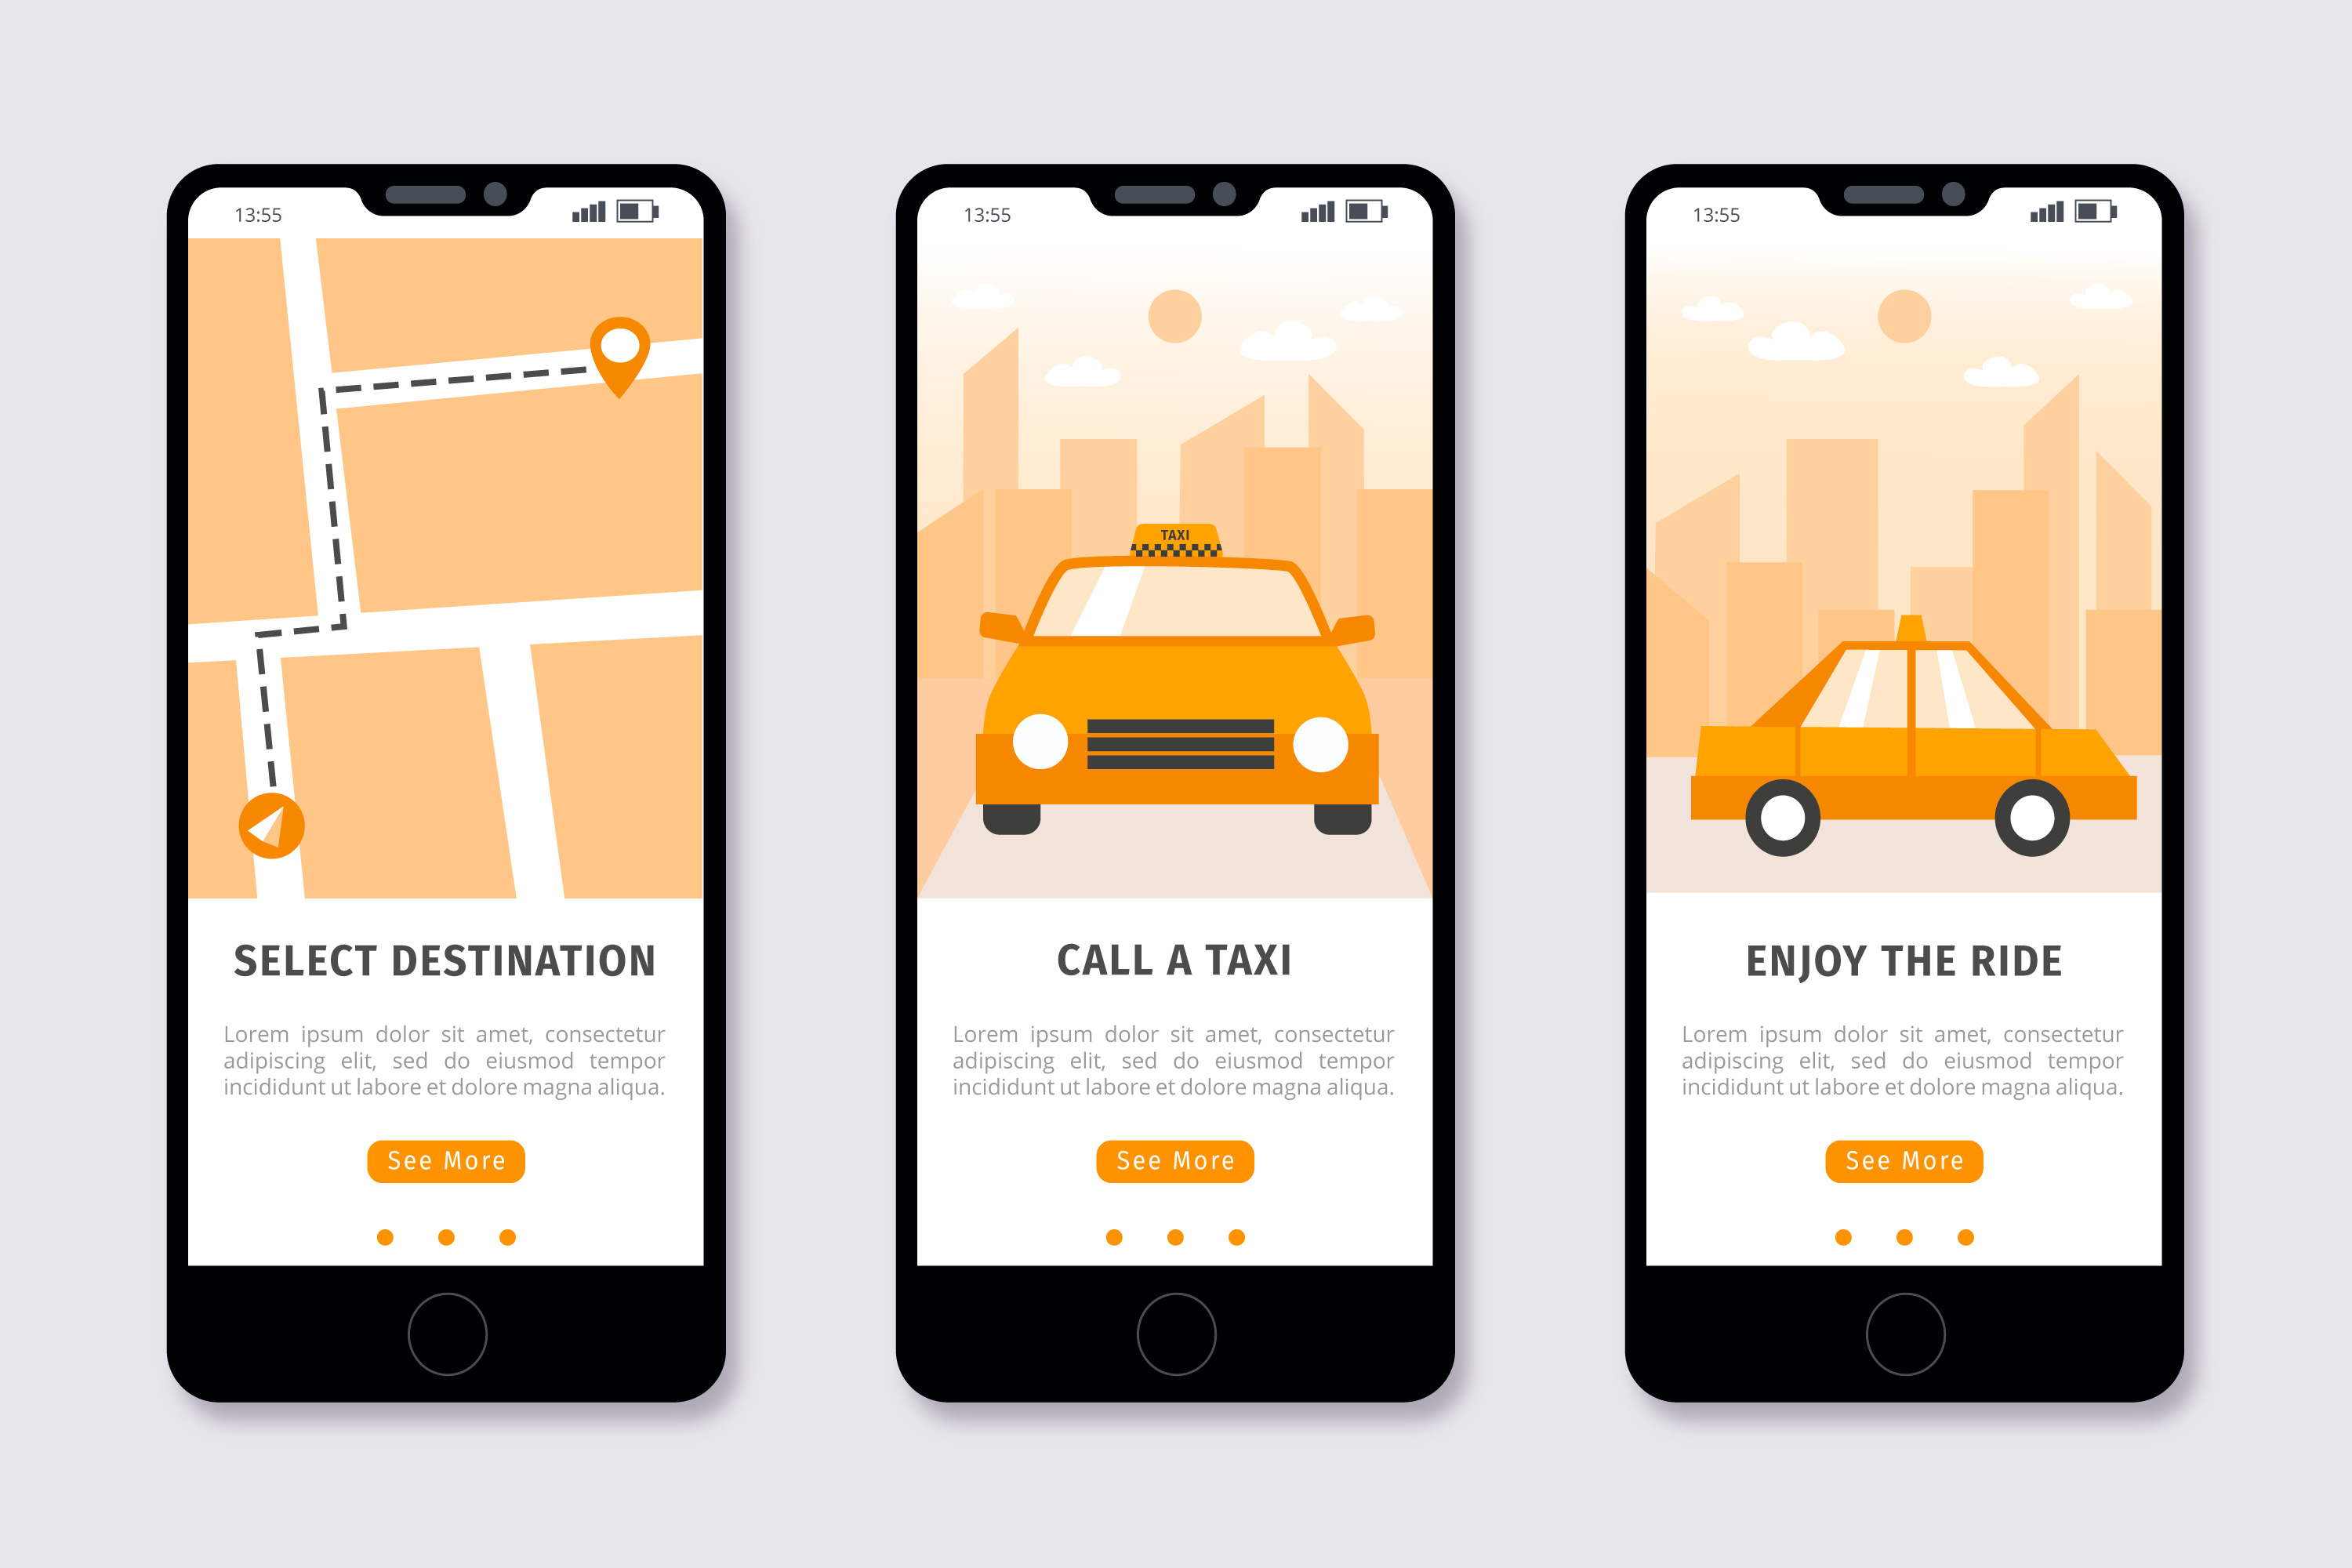 13:55
SELECT DESTINATION
Lorem ipsum dolor sit amet, consectetur
adipiscing elit, sed do eiusmod tempor
incididunt ut labore et dolore magna aliqua.
See More
13:55
TAXI
CALL A TAXI
Lorem ipsum dolor sit amet, consectetur
adipiscing elit, sed do eiusmod tempor
incididunt ut labore et dolore magna aliqua.
See More
13:55
ENJOY THE RIDE
Lorem ipsum dolor sit amet, consectetur
adipiscing elit, sed do eiusmod tempor
incididunt ut labore et dolore magna aliqua.
See More